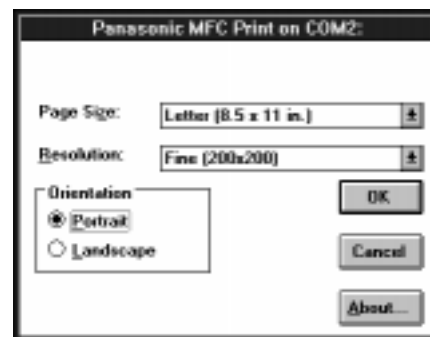 Panasonic MFC Print on COM2:
Page Size: Letter (8.5 x 11 in.)
Resolution: Fine (200x200)
Orientation
Portrait
Landscape
OK
Cancel
About...